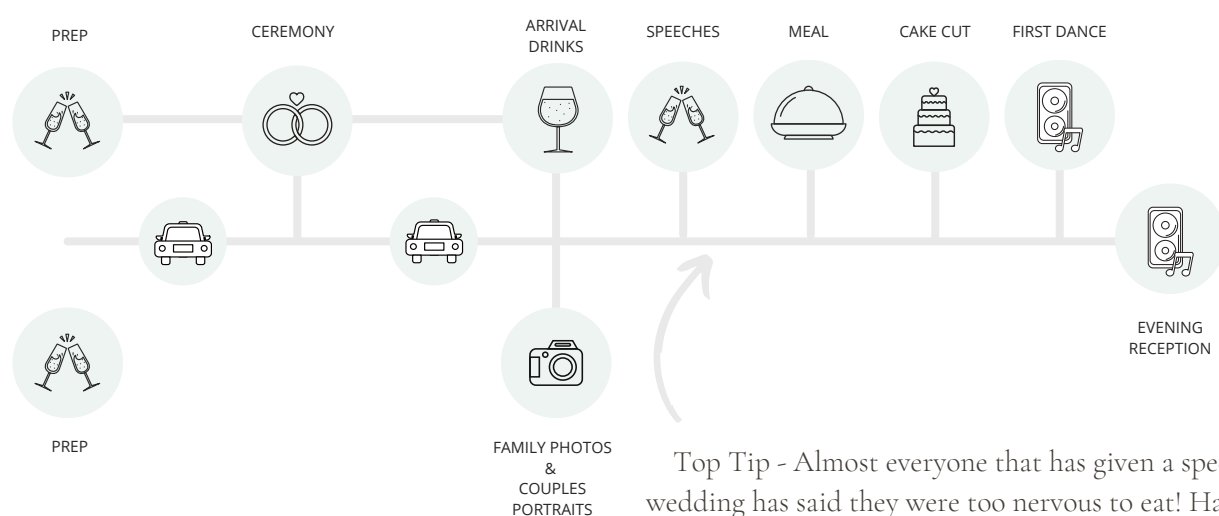 PREP
CEREMONY
ARRIVAL
DRINKS
SPEECHES
MEAL
CAKE CUT
FIRST DANCE
EVENING
RECEPTION
PREP
FAMILY PHOTOS
&
COUPLES
PORTRAITS
Top Tip - Almost everyone that has given a spe
wedding has said they were too nervous to eat! Ha